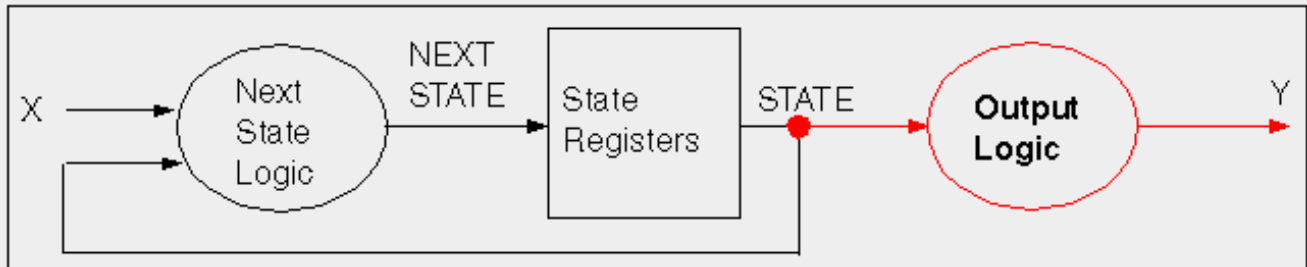 X
Next
State
Logic
NEXT
STATE
State
Registers
STATE
Output
Logic
Y